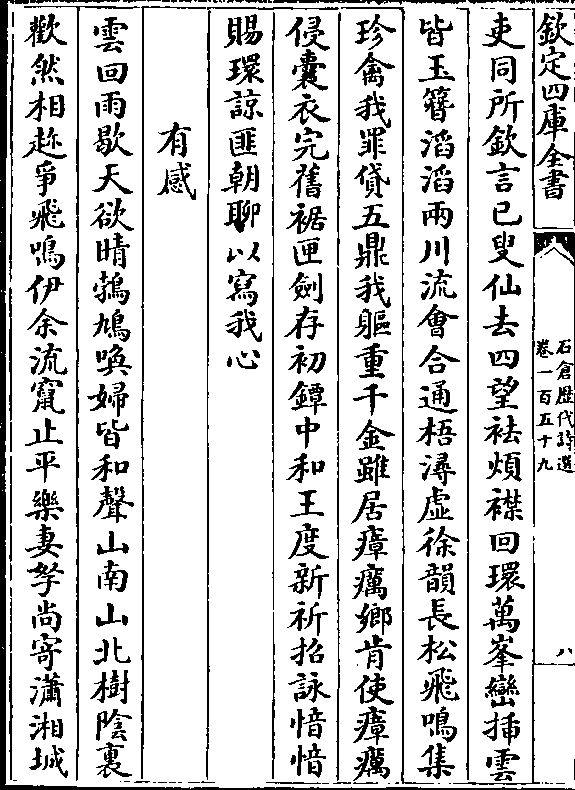 欽定四庫全書
石倉歷代詩選
卷一百五十九
八
吏同所欽言已叟仙去四望袪煩襟回環萬峯巒揷雲
皆玉簪滔滔兩川流會合通梧潯虛徐韻長松飛鳴集
珍禽我罪貸五鼎我軀重千金雖居瘴癘鄉肯使瘴癘
侵囊衣完舊裾匣劍存初鐔中和王度新祈招詠愔愔
賜環諒匪朝聊以寫我心
有感
雲回雨歇天欲晴鵓鳩喚婦皆和聲山南山北樹陰裏
歡然相趂爭飛鳴伊余流竄止平樂妻孥尚寄瀟湘城